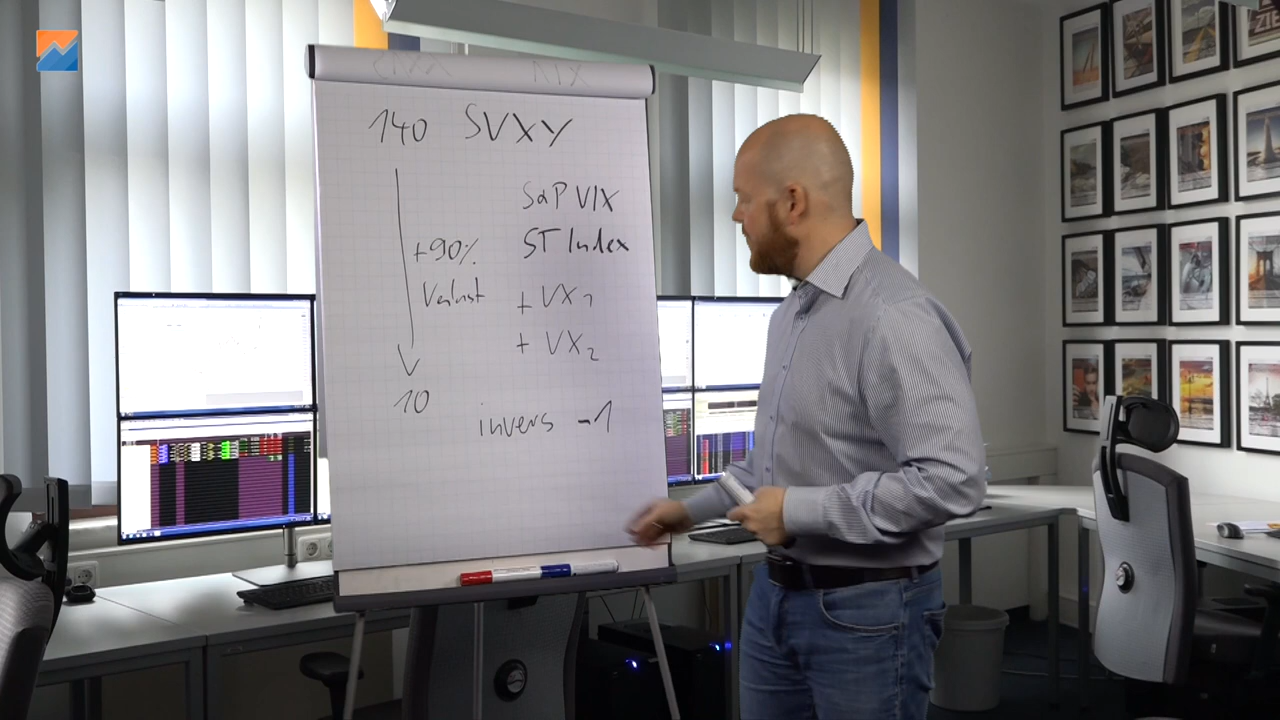 140 SVXY
S&P VIX
ST Index
+90%
Verlust
+ VX1
+ VX2
10
invers -1